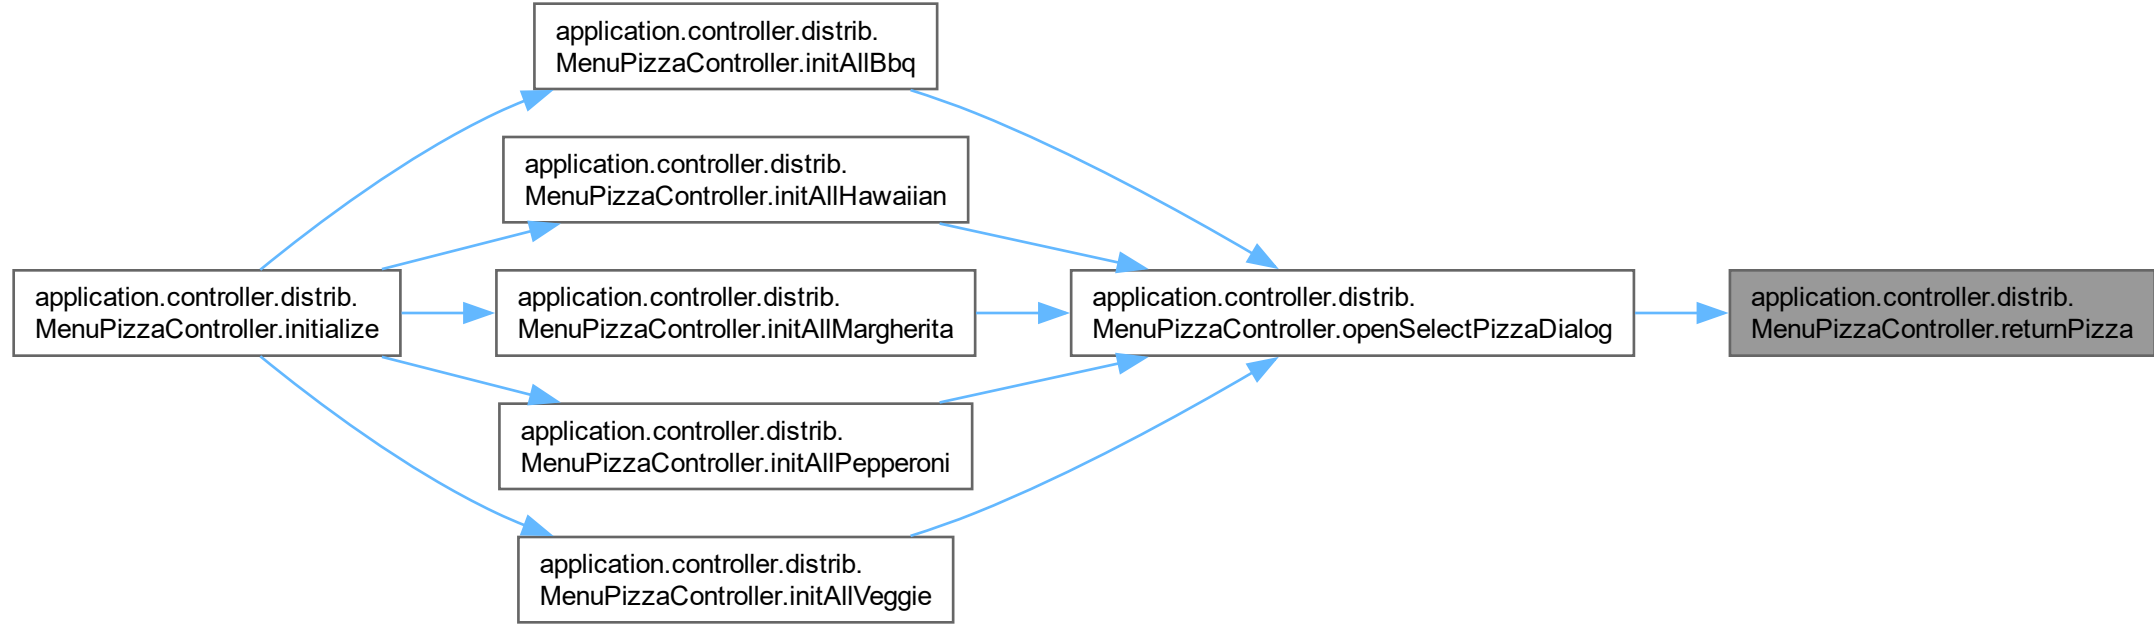 application.controller.distrib.
MenuPizzaController.initAllBbq
application.controller.distrib.
MenuPizzaController.initAllHawaiian
application.controller.distrib.
MenuPizzaController.initialize
application.controller.distrib.
MenuPizzaController.initAllMargherita
application.controller.distrib.
MenuPizzaController.openSelectPizzaDialog
application.controller.distrib.
MenuPizzaController.returnPizza
application.controller.distrib.
MenuPizzaController.initAllPepperoni
application.controller.distrib.
MenuPizzaController.initAllVeggie